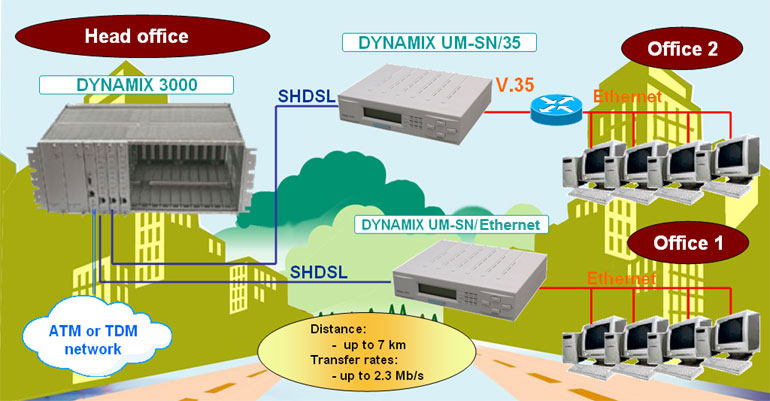 Head office
DYNAMIX 3000
DYNAMIX UM-SN/35
Office 2
SHDSL
V.35
Ethernet
DYNAMIX UM-SN/Ethernet
Office 1
SHDSL
Ethernet
ATM or TDM
network
Distance:
- up to 7 km
Transfer rates:
- up to 2.3 Mb/s